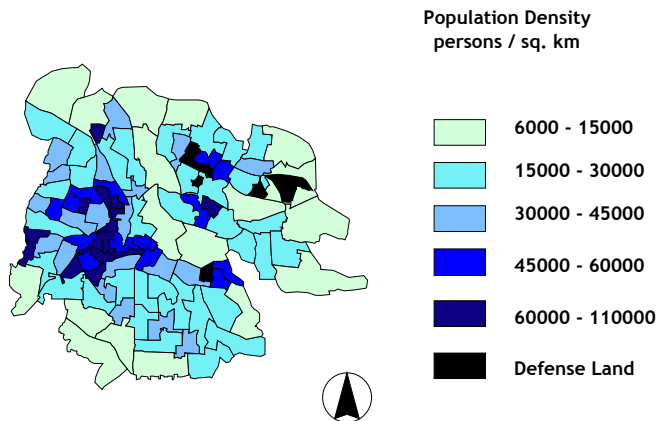 Population Density
persons / sq. km
6000 - 15000
15000 - 30000
30000 - 45000
45000 - 60000
60000 - 110000
Defense Land